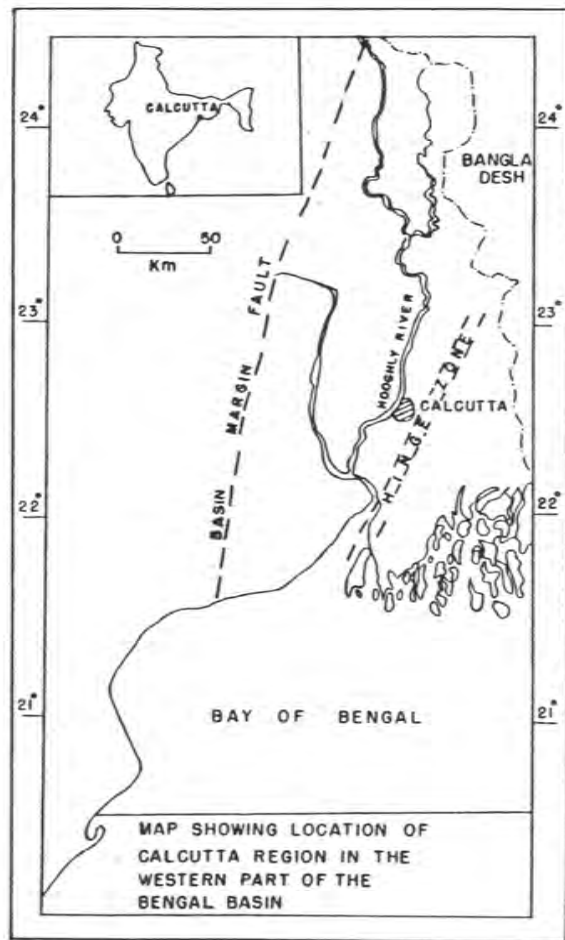 CALCUTTA
24°
24°
BANGLA
DESH
0 50
Km
23°
23°
BASIN MARGIN FAULT
HOOGHLY RIVER
HINGE ZONE
CALCUTTA
22°
22°
21°
21°
BAY OF BENGAL
MAP SHOWING LOCATION OF
CALCUTTA REGION IN THE
WESTERN PART OF THE
BENGAL BASIN